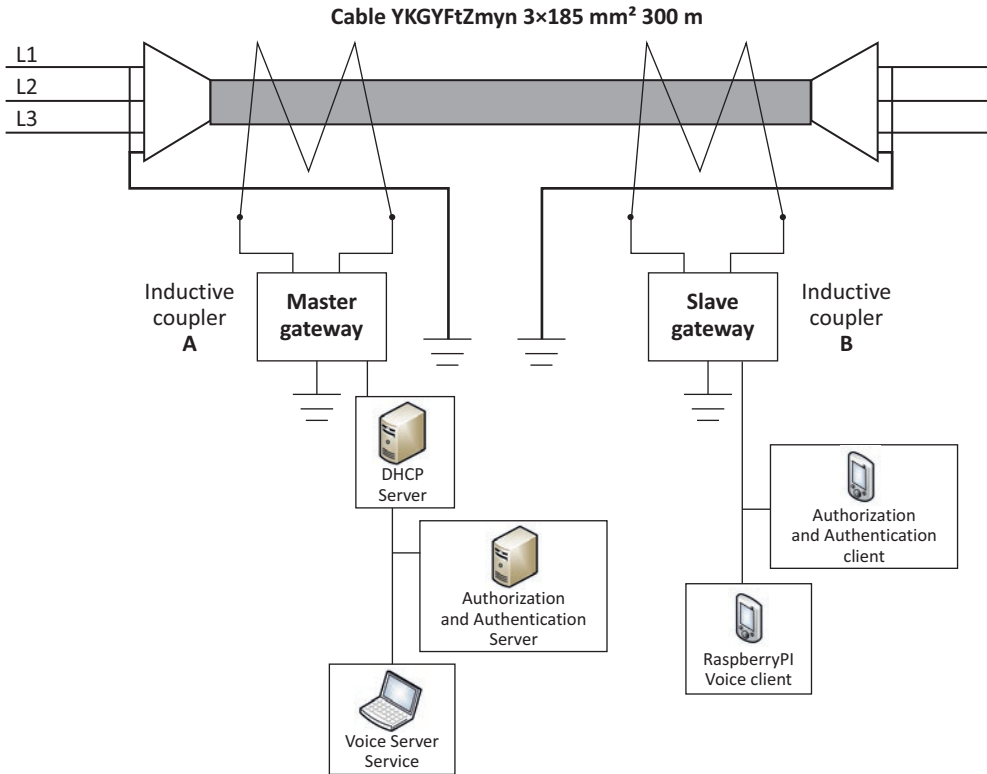 Cable YKGYFtZmyn 3×185 mm² 300 m
L1
L2
L3
Inductive
coupler
A
Master
gateway
Slave
gateway
Inductive
coupler
B
DHCP
Server
Authorization
and Authentication
Server
Voice Server
Service
Authorization
and Authentication
client
RaspberryPI
Voice client